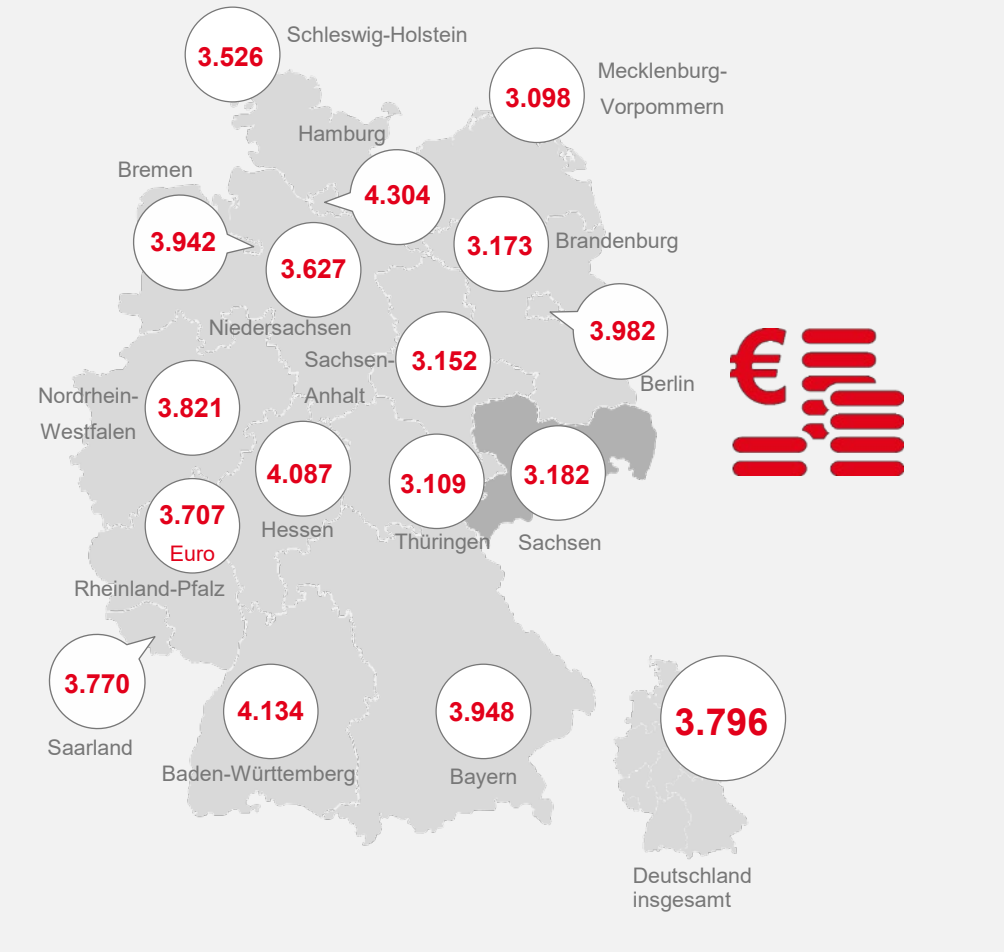 3.526
Schleswig-Holstein
3.098
Mecklenburg-
Vorpommern
Hamburg
4.304
Bremen
3.942
3.627
Niedersachsen
3.173
Brandenburg
3.982
Berlin
Sachsen-
Anhalt
3.152
Nordrhein-
Westfalen
3.821
4.087
Hessen
3.109
Thüringen
3.182
Sachsen
3.707
Euro
Rheinland-Pfalz
3.770
Saarland
4.134
Baden-Württemberg
3.948
Bayern
€
3.796
Deutschland
insgesamt